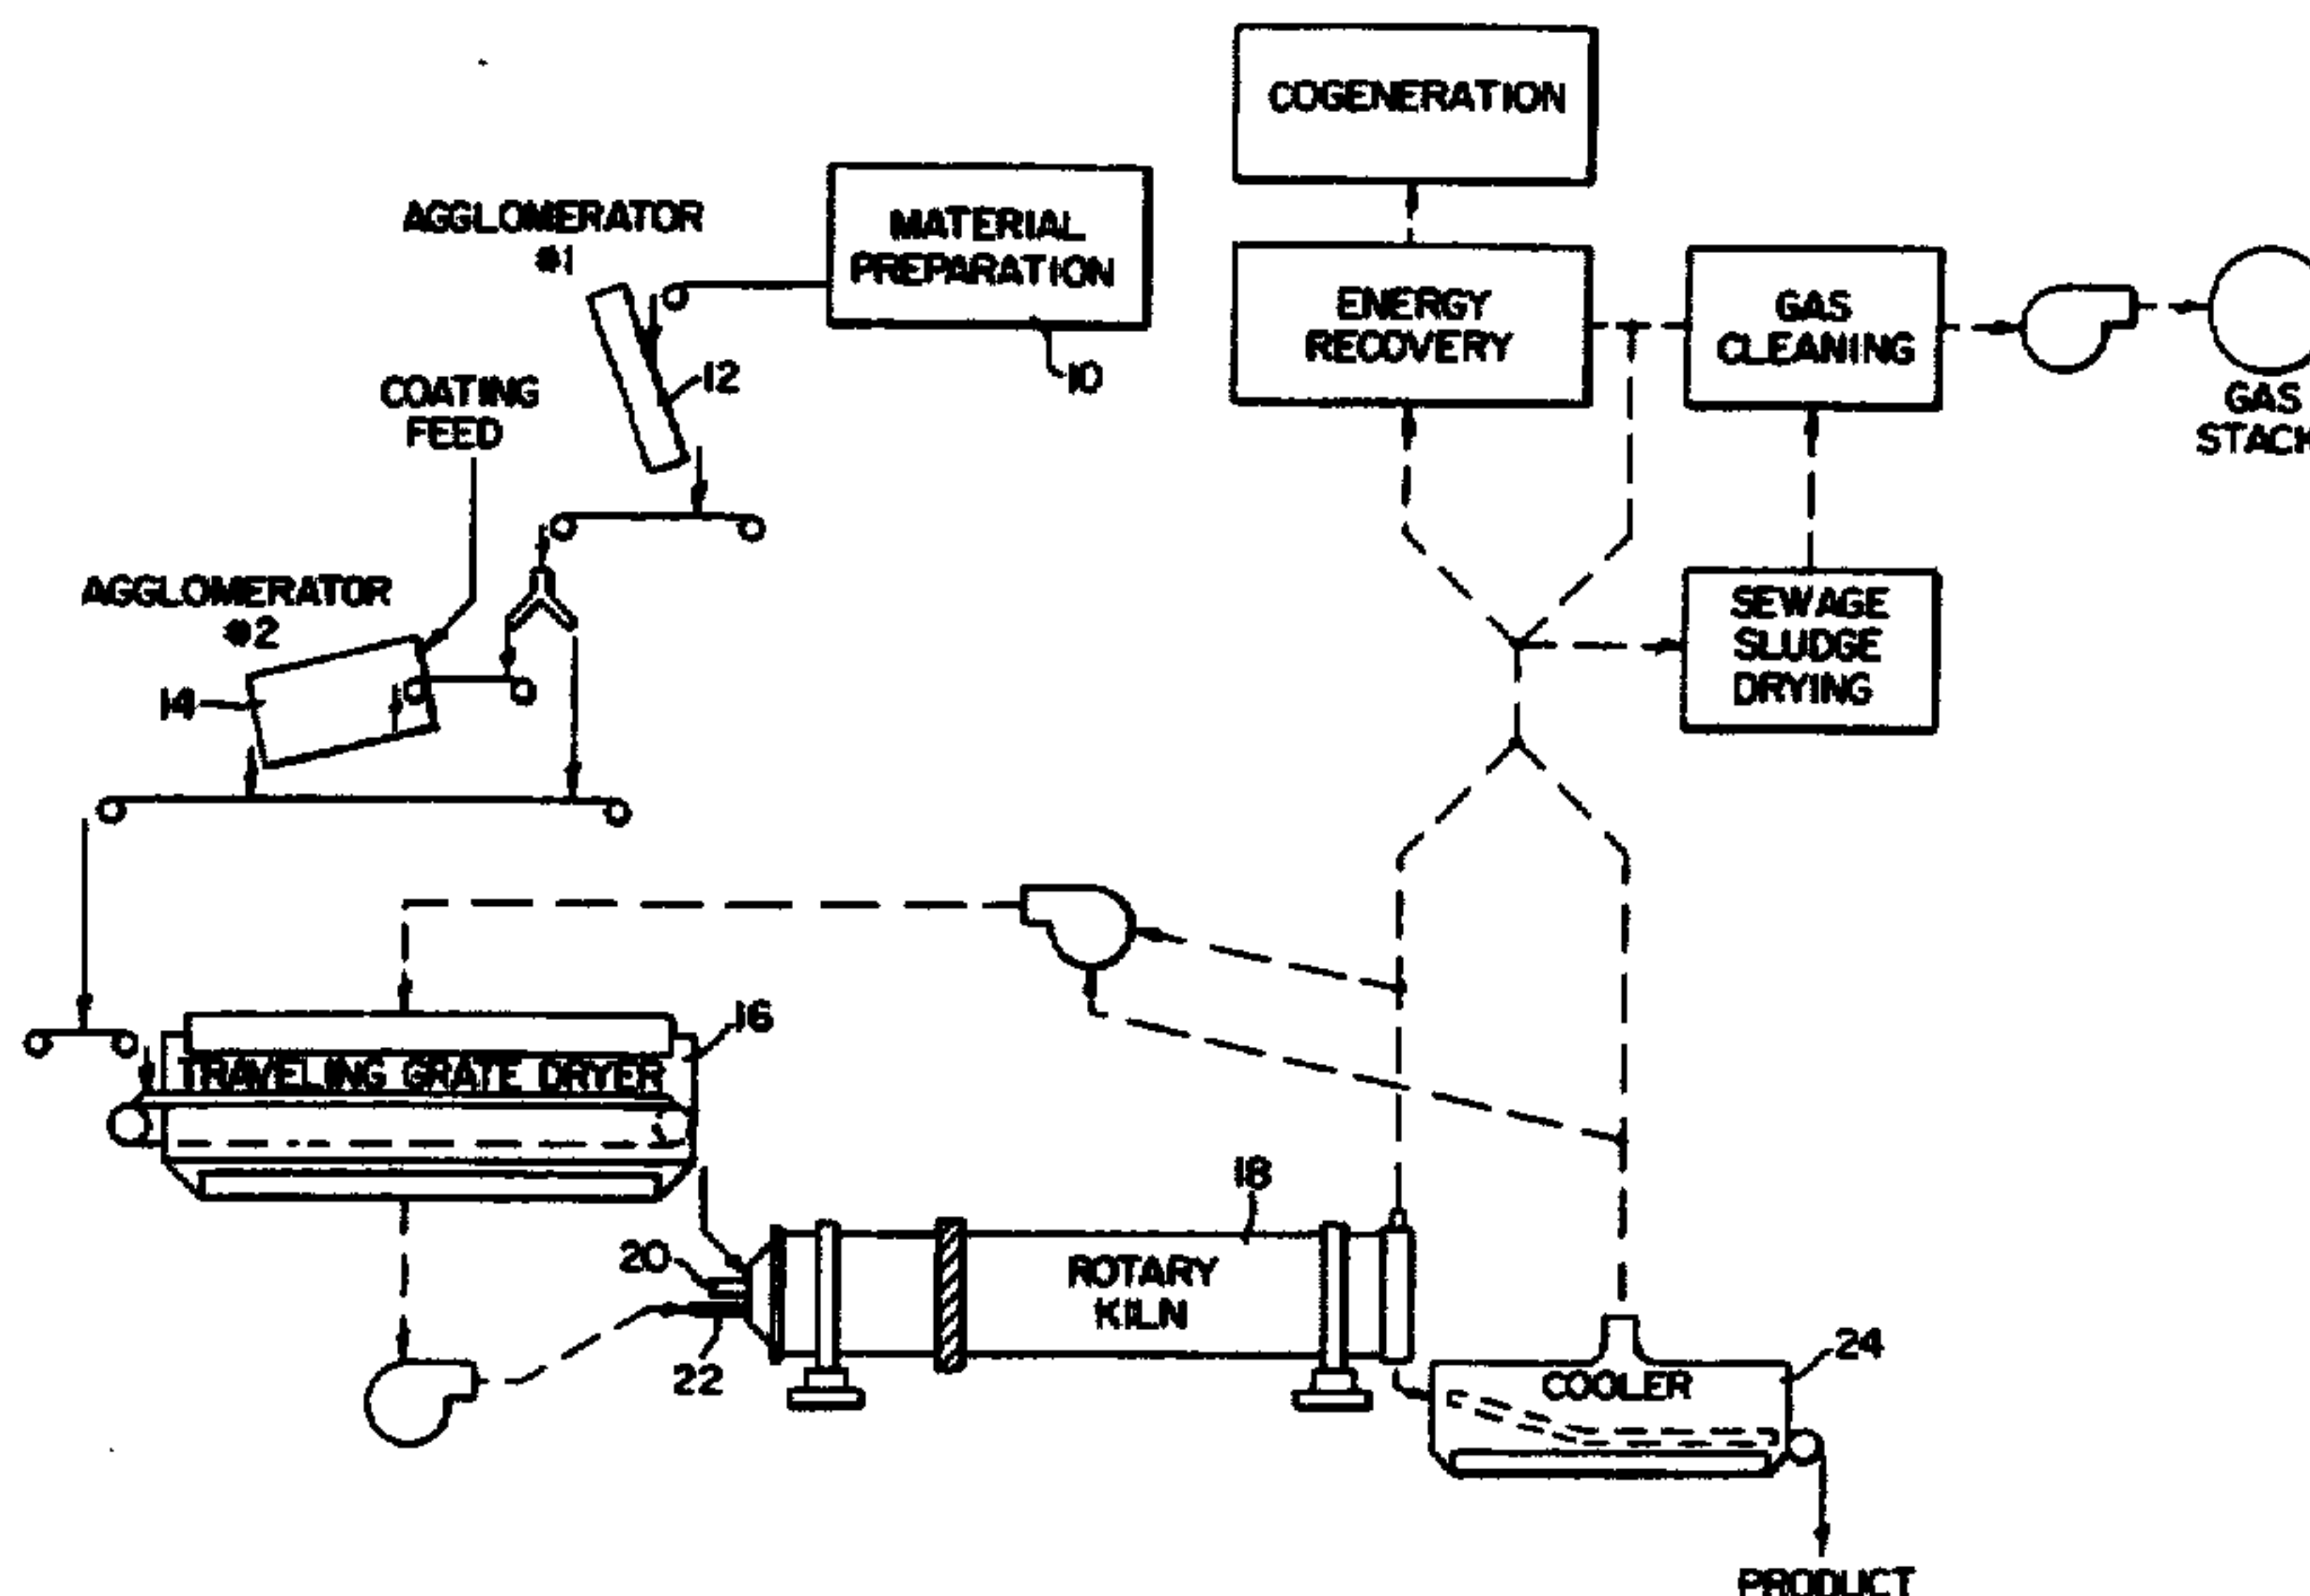 COGENERATION
AGGLOMERATOR
#1
MATERIAL
PREPARATION
10
ENERGY
RECOVERY
GAS
CLEANING
GAS
STACK
12
COATING
FEED
AGGLOMERATOR
#2
14
SEWAGE
SLUDGE
DRYING
16
TRAVELING GRATE DRYER
18
ROTARY
KILN
20
22
24
COOLER
PRODUCT